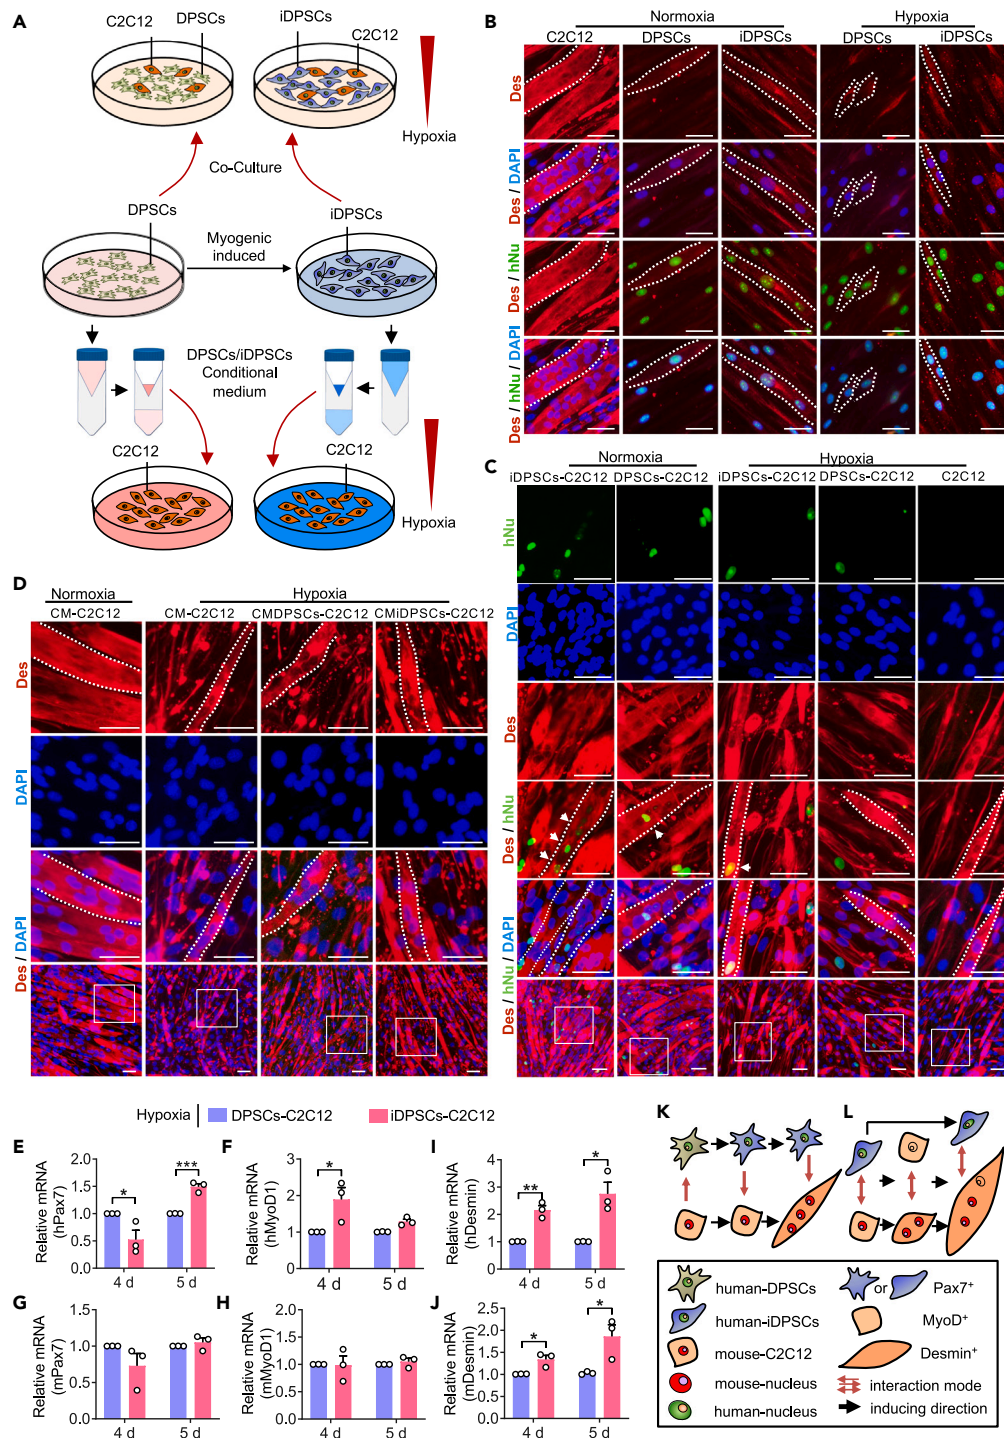 A
C2C12
DPSCs
iDPSCs
C2C12
Hypoxia
Co-Culture
DPSCs
iDPSCs
Myogenic
induced
DPSCs/iDPSCs
Conditional
medium
C2C12
C2C12
Hypoxia
B
Normoxia
Hypoxia
C2C12
DPSCs
iDPSCs
DPSCs
iDPSCs
Des
Des / DAPI
Des / hNu
Des / hNu / DAPI
C
Normoxia
Hypoxia
iDPSCs-C2C12
DPSCs-C2C12
iDPSCs-C2C12
DPSCs-C2C12
C2C12
hNu
DAPI
Des
Des / hNu
Des / hNu / DAPI
D
Normoxia
Hypoxia
CM-C2C12
CM-C2C12
CMDPSCs-C2C12
CMiDPSCs-C2C12
Des
DAPI
Des / DAPI
Hypoxia
DPSCs-C2C12
iDPSCs-C2C12
E
Relative mRNA
(hPax7)
2.0
1.5
1.0
0.5
0.0
*
***
4 d
5 d
F
Relative mRNA
(hMyoD1)
3
2
1
0
*
4 d
5 d
I
Relative mRNA
(hDesmin)
4
3
2
1
0
**
*
4 d
5 d
G
Relative mRNA
(mPax7)
1.5
1.0
0.5
0.0
4 d
5 d
H
Relative mRNA
(mMyoD1)
2.0
1.5
1.0
0.5
0.0
4 d
5 d
J
Relative mRNA
(mDesmin)
2.5
2.0
1.5
1.0
0.5
0.0
*
*
4 d
5 d
K
L
human-DPSCs
or
Pax7⁺
human-iDPSCs
MyoD⁺
mouse-C2C12
Desmin⁺
mouse-nucleus
interaction mode
human-nucleus
inducing direction